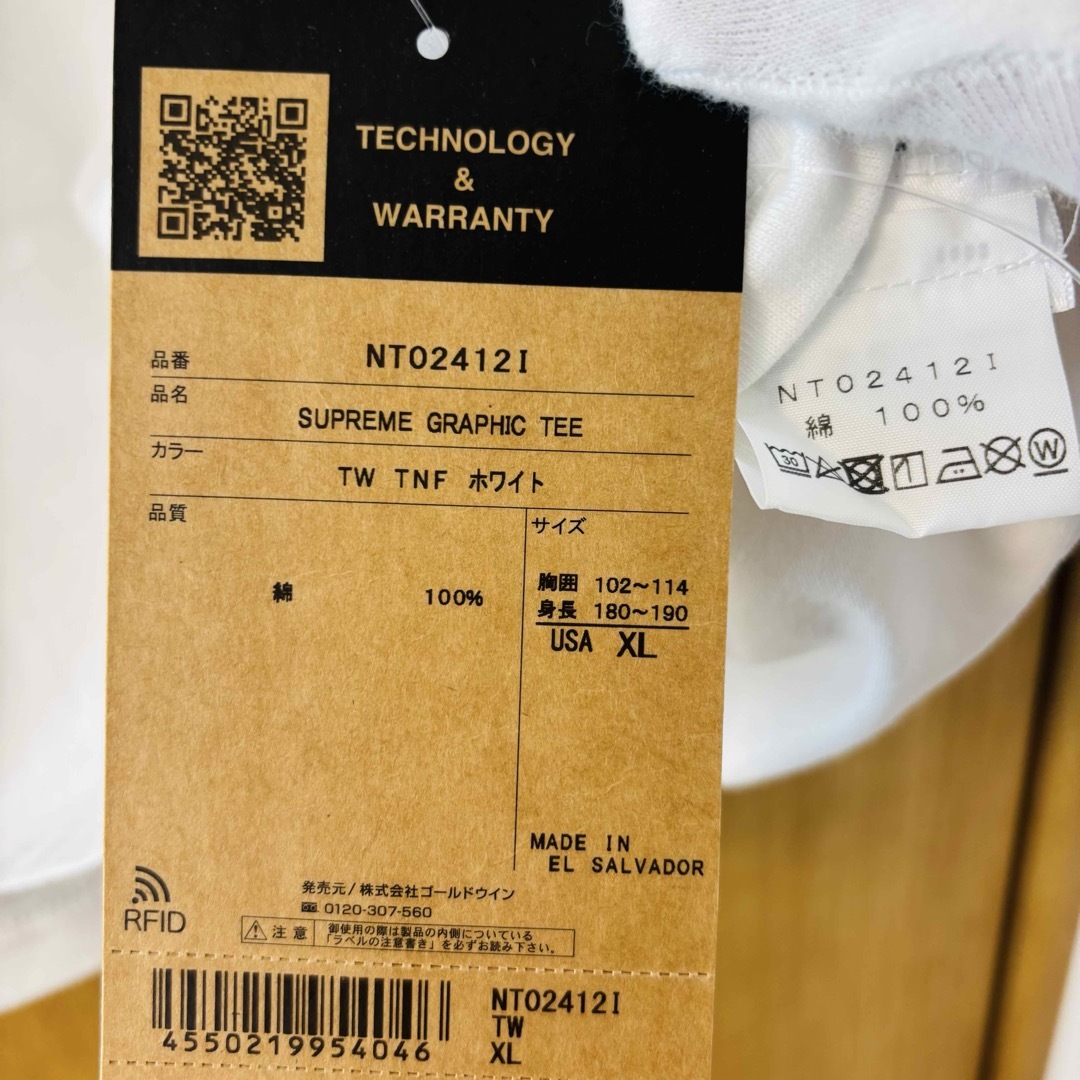 TECHNOLOGY
&
WARRANTY
品番 NT02412I
品名
SUPREME GRAPHIC TEE
カラー
TW TNF ホワイト
品質
綿 100%
サイズ
胸囲 102〜114
身長 180〜190
USA XL
MADE IN
EL SALVADOR
RFID
発売元/株式会社ゴールドウイン
0120-307-560
注意
御使用の際は製品の内側についている
「ラベルの注意書き」を必ずお読み下さい。
4550219954046
NT02412I
TW
XL
NT02412I
綿 100%
30
W